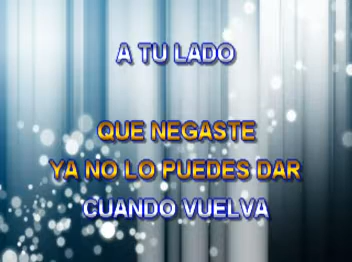 A TU LADO
QUE NEGASTE
YA NO LO PUEDES DAR
CUANDO VUELVA